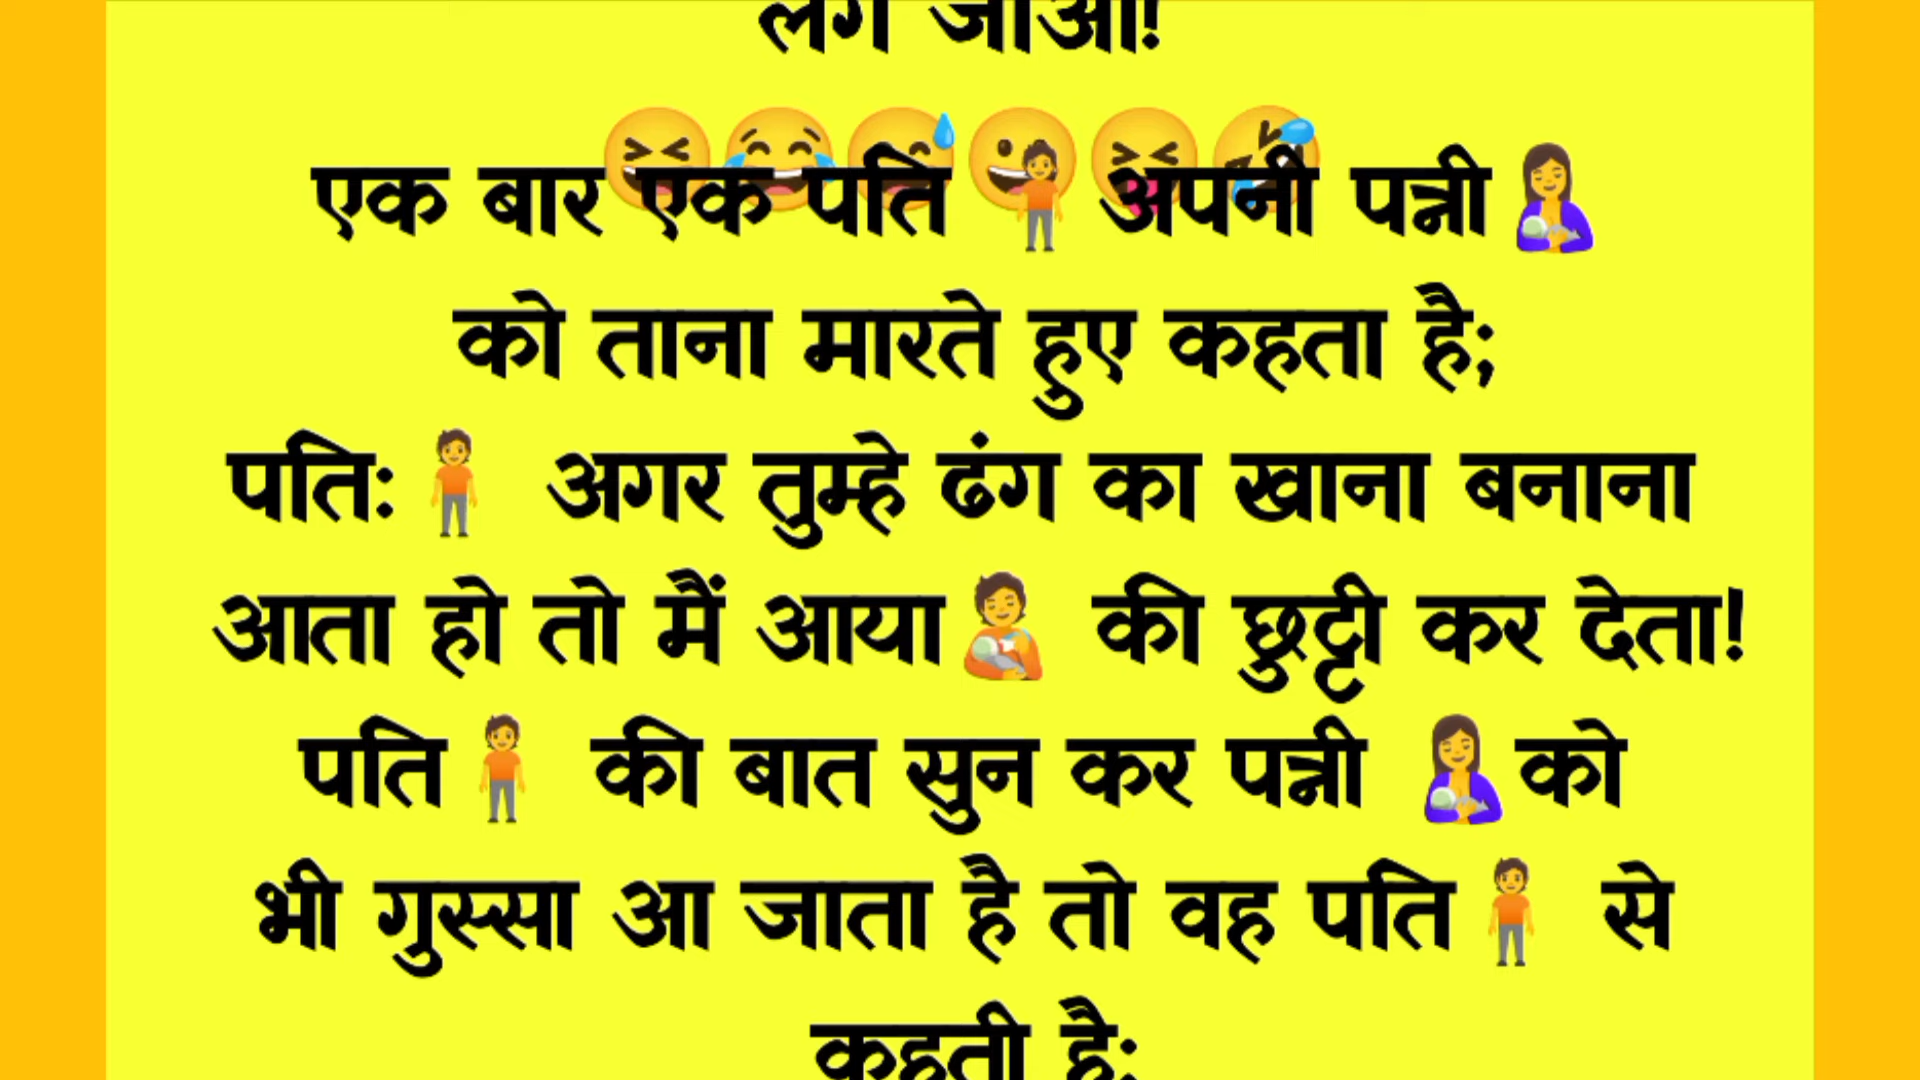 लग जाओ!
एक बार एक पति अपनी पत्नी
को ताना मारते हुए कहता है;
पति: अगर तुम्हे ढंग का खाना बनाना
आता हो तो मैं आया की छुट्टी कर देता!
पति की बात सुन कर पत्नी को
भी गुस्सा आ जाता है तो वह पति से
कहती है;